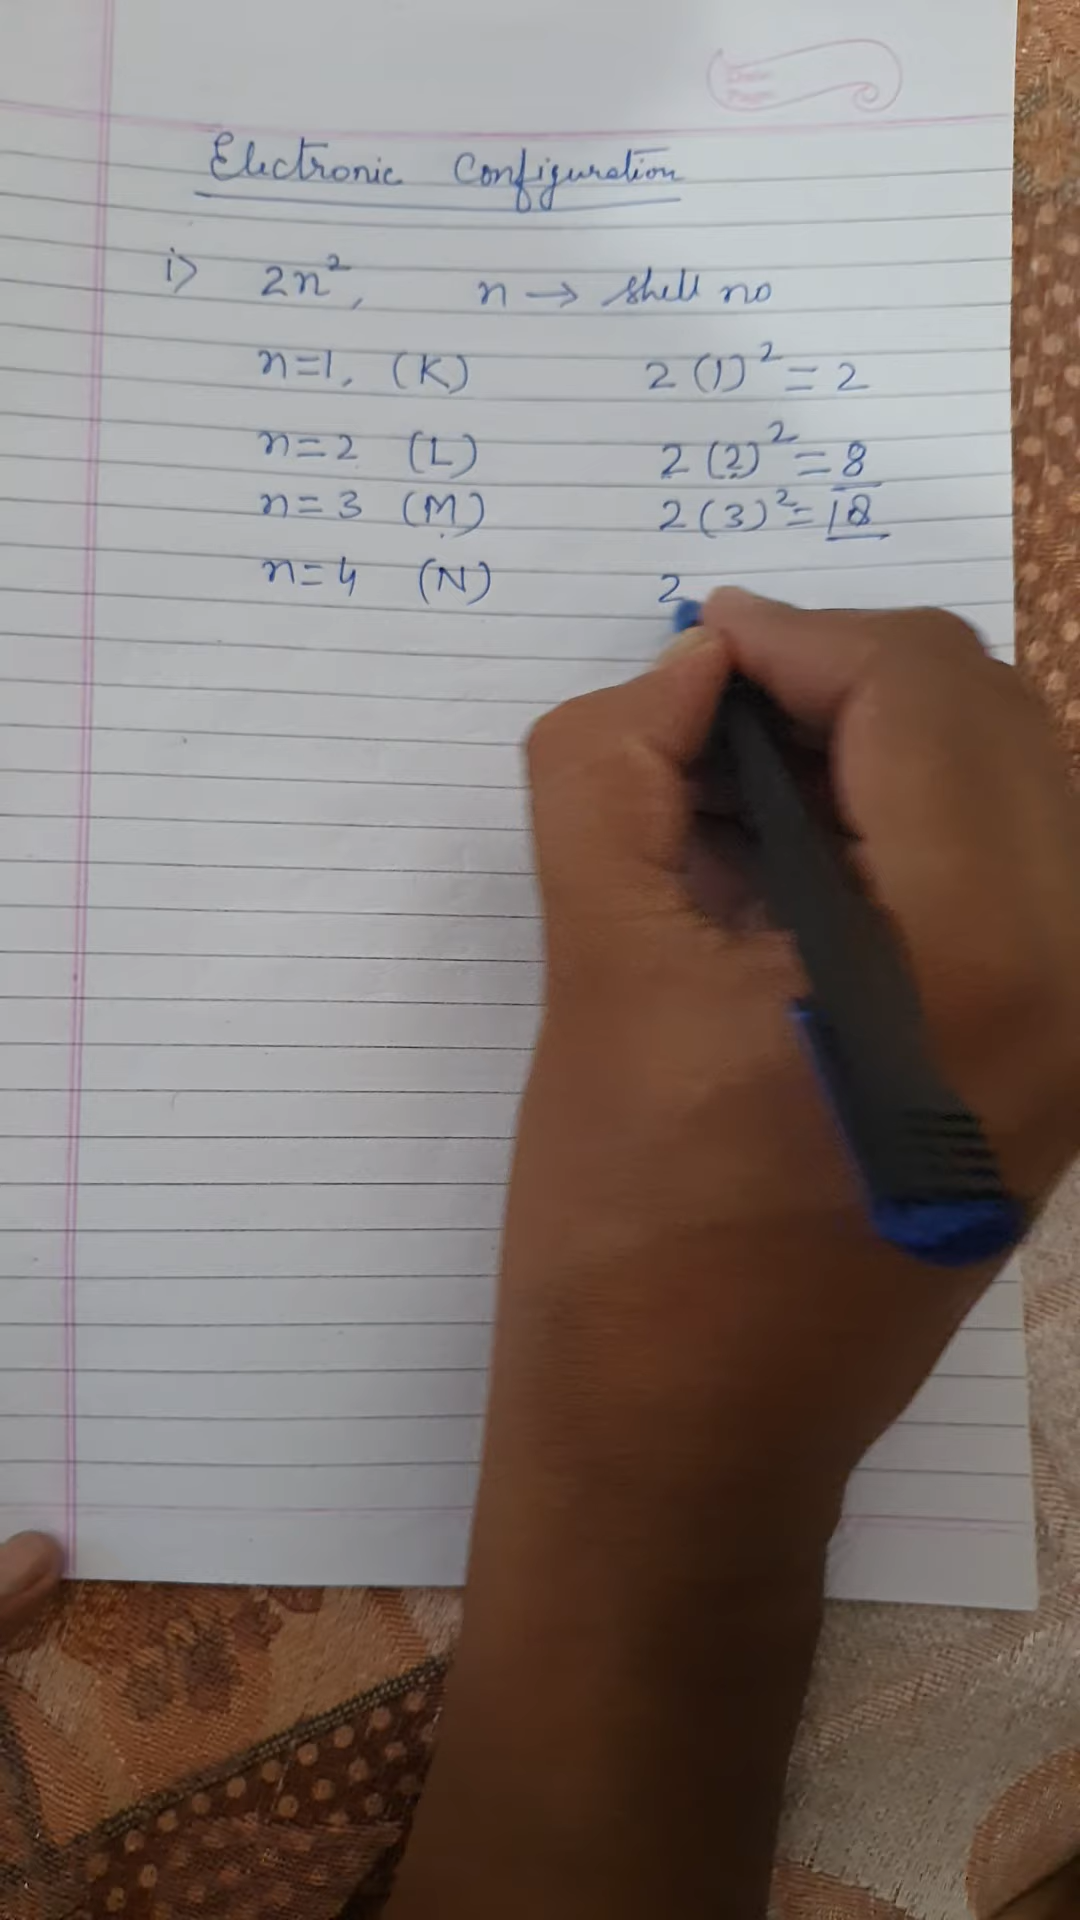 Electronic Configuration
i> 2n², n → shell no
n=1, (K) 2(1)² = 2
n=2 (L) 2(2)² = 8
n=3 (M) 2(3)² = 18
n=4 (N) 2